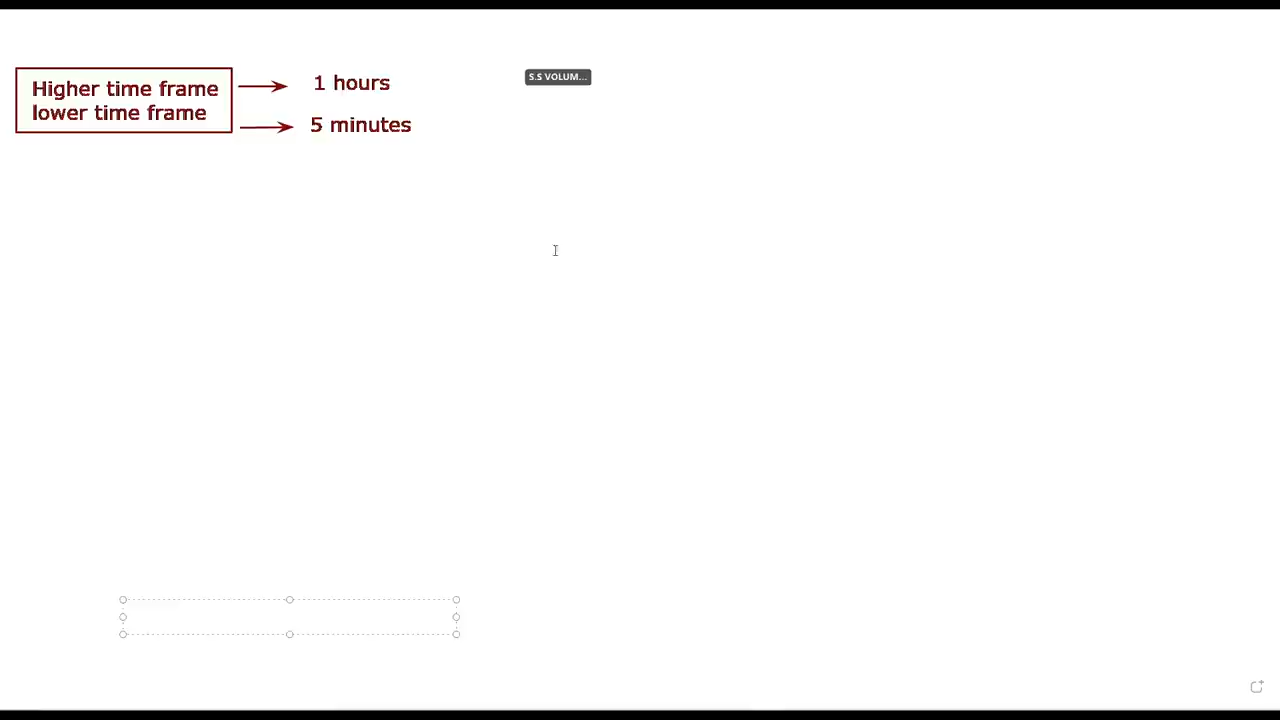 Higher time frame
lower time frame
1 hours
5 minutes
S.S VOLUM...